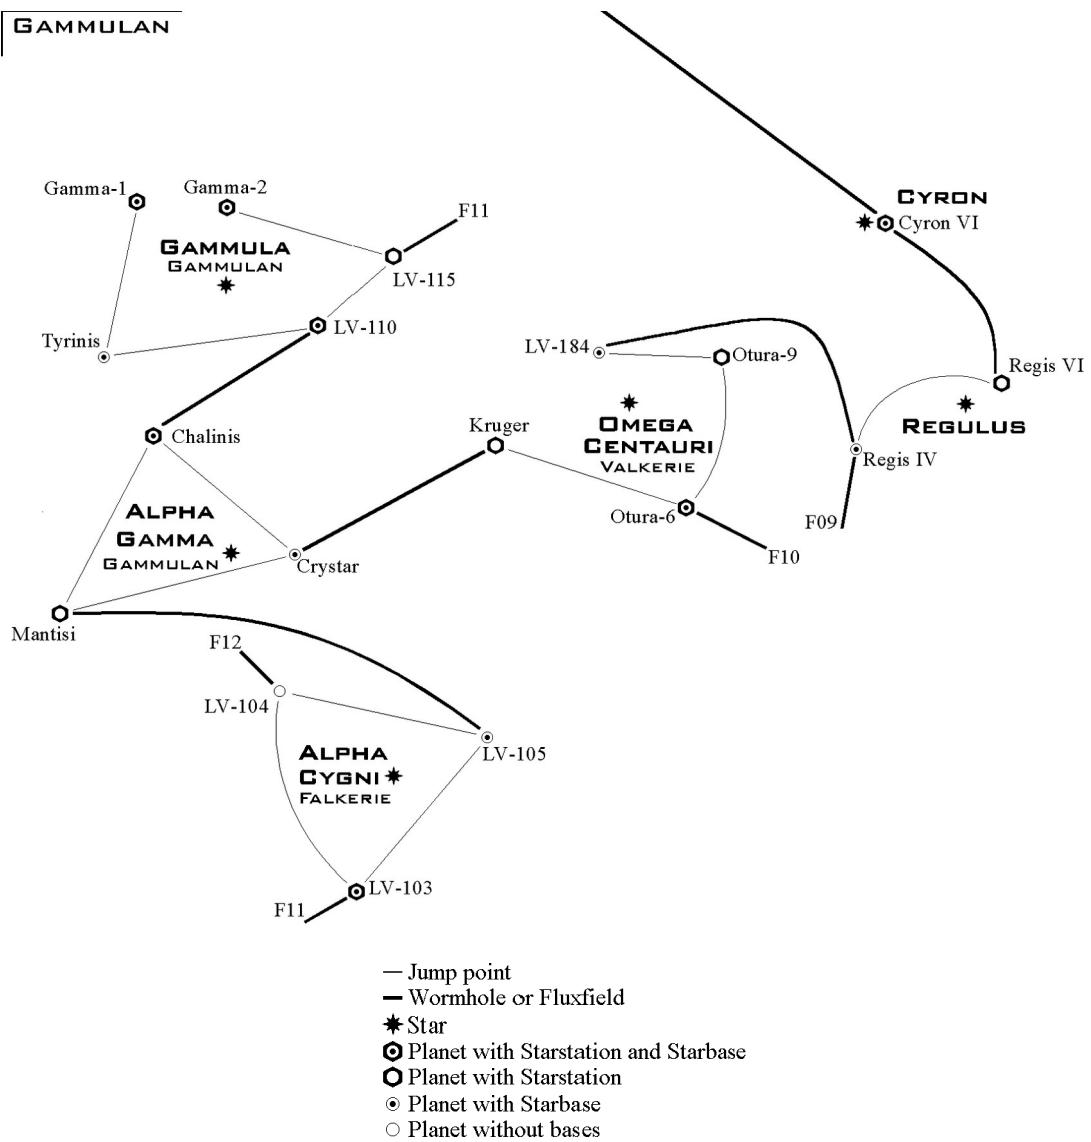 GAMMULAN
CYRON
Cyron VI
Gamma-1
Gamma-2
F11
GAMMULA
GAMMULAN
LV-115
LV-110
Tyrinis
LV-184
Otura-9
Regis VI
REGULUS
Chalinis
Kruger
OMEGA
CENTAURI
VALKERIE
Regis IV
ALPHA
GAMMA
GAMMULAN
Otura-6
F09
F10
Crystar
Mantisi
F12
LV-104
LV-105
ALPHA
CYGNI
FALKERIE
LV-103
F11
Jump point
Wormhole or Fluxfield
Star
Planet with Starstation and Starbase
Planet with Starstation
Planet with Starbase
Planet without bases